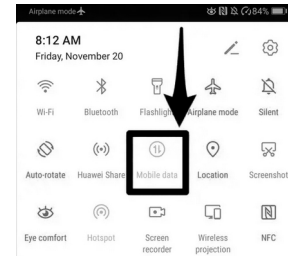 Airplane mode 84%
8:12 AM
Friday, November 20
Wi-Fi Bluetooth Flashlight Airplane mode Silent
Auto-rotate Huawei Share Mobile data Location Screenshot
Eye comfort Hotspot Screen recorder Wireless projection NFC